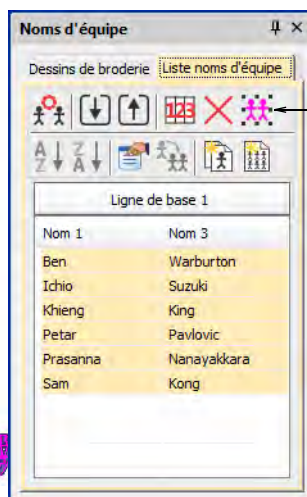 Noms d'équipe
Dessins de broderie Liste noms d'équipe
123
A Z Z A
Ligne de base 1
Nom 1 Nom 3
Ben Warburton
Ichio Suzuki
Khieng King
Petar Pavlovic
Prasanna Nanayakkara
Sam Kong